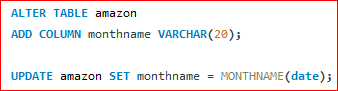 ALTER TABLE amazon
ADD COLUMN monthname VARCHAR(20);
UPDATE amazon SET monthname = MONTHNAME(date);